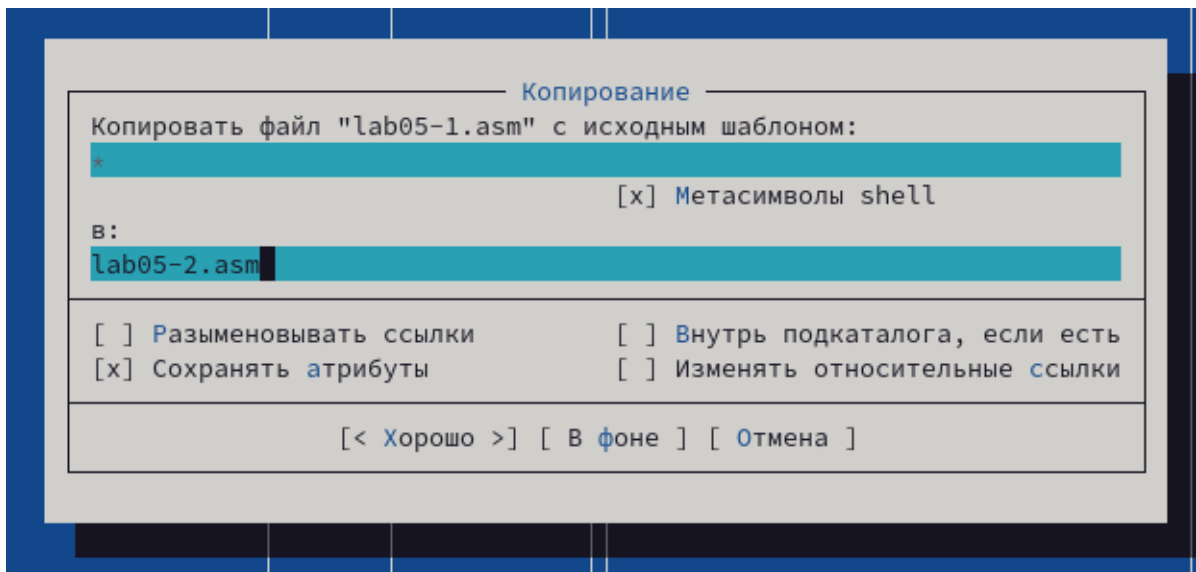 Копирование
Копировать файл "lab05-1.asm" с исходным шаблоном:
*
[x] Метасимволы shell
в:
lab05-2.asm
[ ] Разыменовывать ссылки [ ] Внутрь подкаталога, если есть
[x] Сохранять атрибуты [ ] Изменять относительные ссылки
[< Хорошо >] [ В фоне ] [ Отмена ]